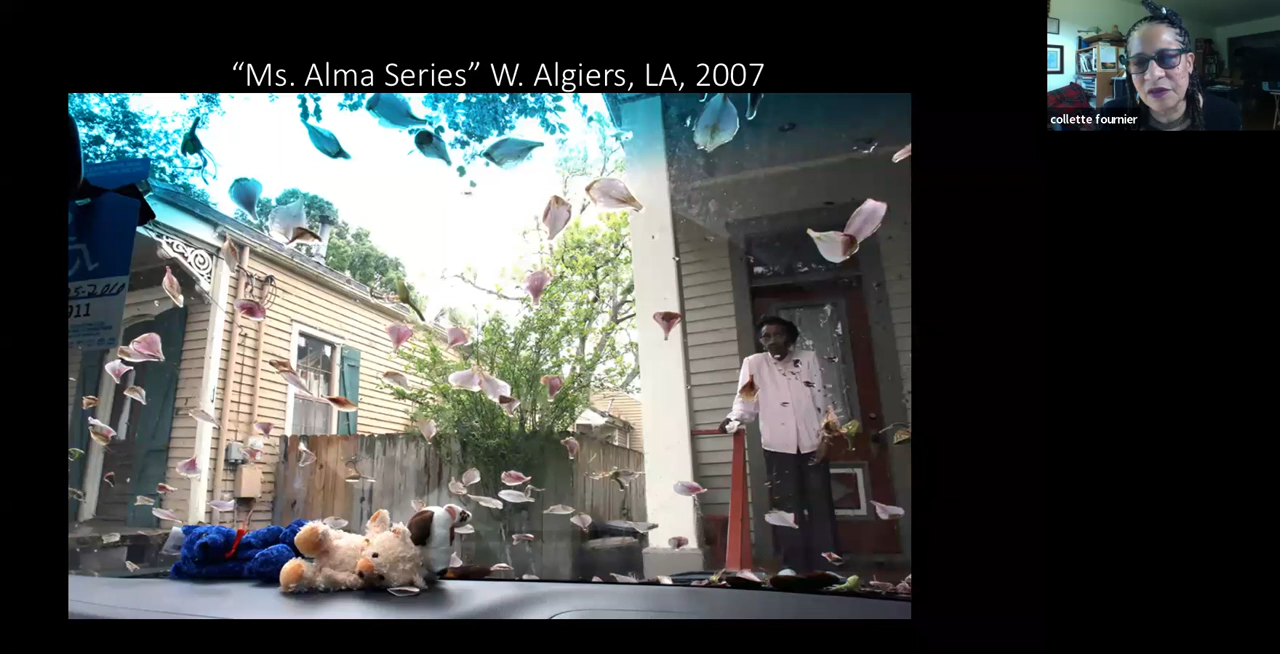 “Ms. Alma Series” W. Algiers, LA, 2007
collette fournier
911